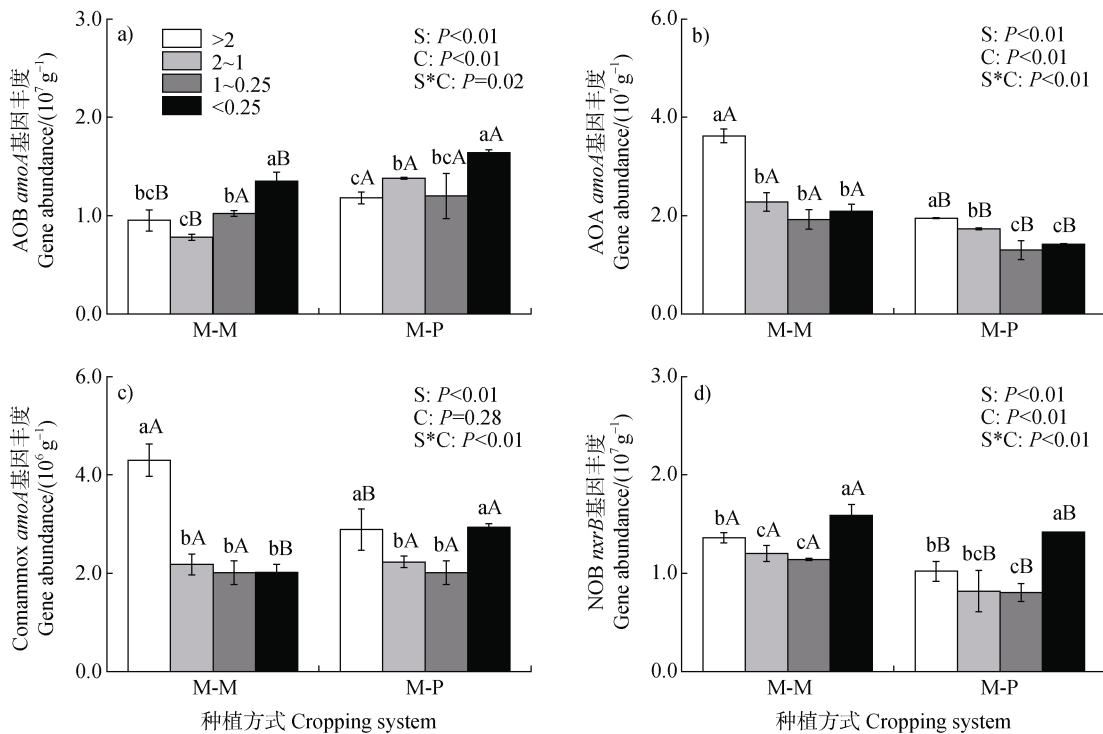 a)
3.0
2.0
1.0
0.0
AOB amoA基因丰度
Gene abundance/(10⁷ g⁻¹)
>2
2~1
1~0.25
<0.25
S: P<0.01
C: P<0.01
S*C: P=0.02
bcB
cB
bA
aB
cA
bA
bcA
aA
M-M
M-P
b)
6.0
4.0
2.0
0.0
AOA amoA基因丰度
Gene abundance/(10⁷ g⁻¹)
S: P<0.01
C: P<0.01
S*C: P<0.01
aA
bA
bA
bA
aB
bB
cB
cB
M-M
M-P
c)
6.0
4.0
2.0
0.0
Comammox amoA基因丰度
Gene abundance/(10⁶ g⁻¹)
S: P<0.01
C: P=0.28
S*C: P<0.01
aA
bA
bA
bB
aB
bA
bA
aA
M-M
M-P
种植方式 Cropping system
d)
3.0
2.0
1.0
0.0
NOB nxrB基因丰度
Gene abundance/(10⁷ g⁻¹)
S: P<0.01
C: P<0.01
S*C: P<0.01
bA
cA
cA
aA
bB
bcB
cB
aB
M-M
M-P
种植方式 Cropping system